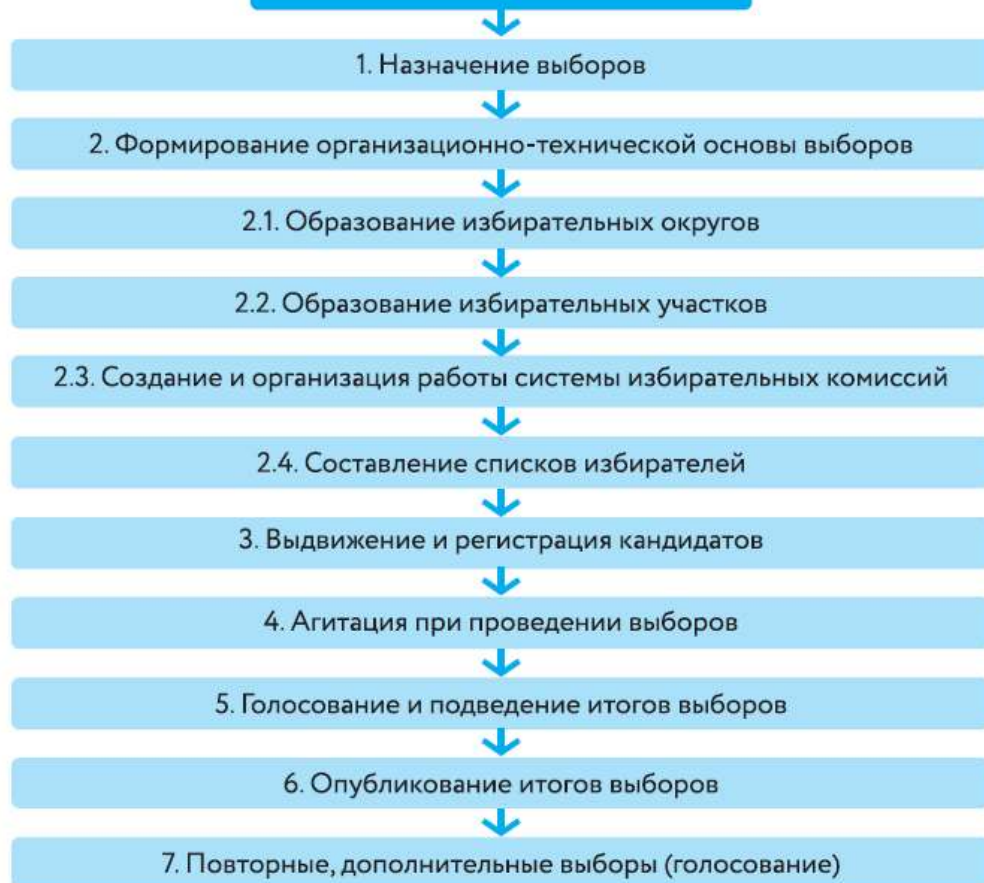 1. Назначение выборов
2. Формирование организационно-технической основы выборов
2.1. Образование избирательных округов
2.2. Образование избирательных участков
2.3. Создание и организация работы системы избирательных комиссий
2.4. Составление списков избирателей
3. Выдвижение и регистрация кандидатов
4. Агитация при проведении выборов
5. Голосование и подведение итогов выборов
6. Опубликование итогов выборов
7. Повторные, дополнительные выборы (голосование)